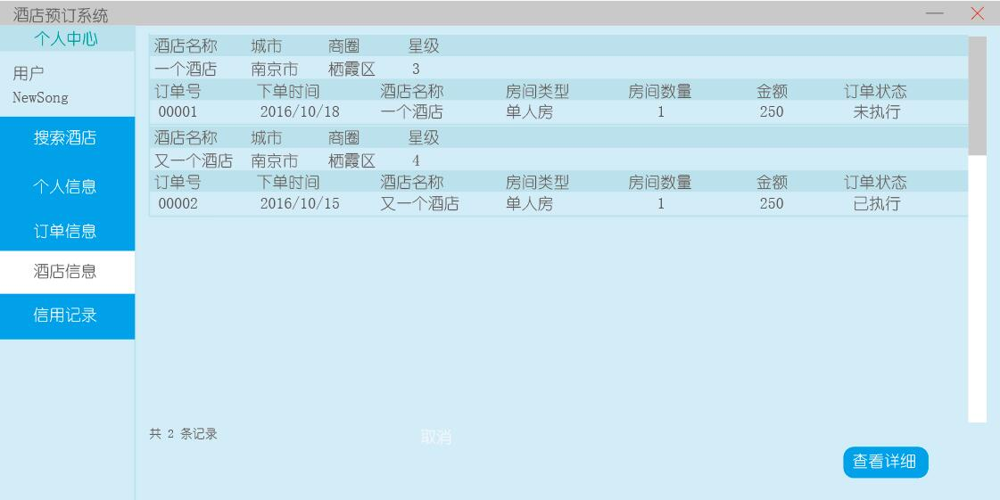 酒店预订系统
个人中心
用户
NewSong
搜索酒店
个人信息
订单信息
酒店信息
信用记录
酒店名称 城市 商圈 星级
一个酒店 南京市 栖霞区 3
订单号 下单时间 酒店名称 房间类型 房间数量 金额 订单状态
00001 2016/10/18 一个酒店 单人房 1 250 未执行
酒店名称 城市 商圈 星级
又一个酒店 南京市 栖霞区 4
订单号 下单时间 酒店名称 房间类型 房间数量 金额 订单状态
00002 2016/10/15 又一个酒店 单人房 1 250 已执行
共 2 条记录
取消
查看详细